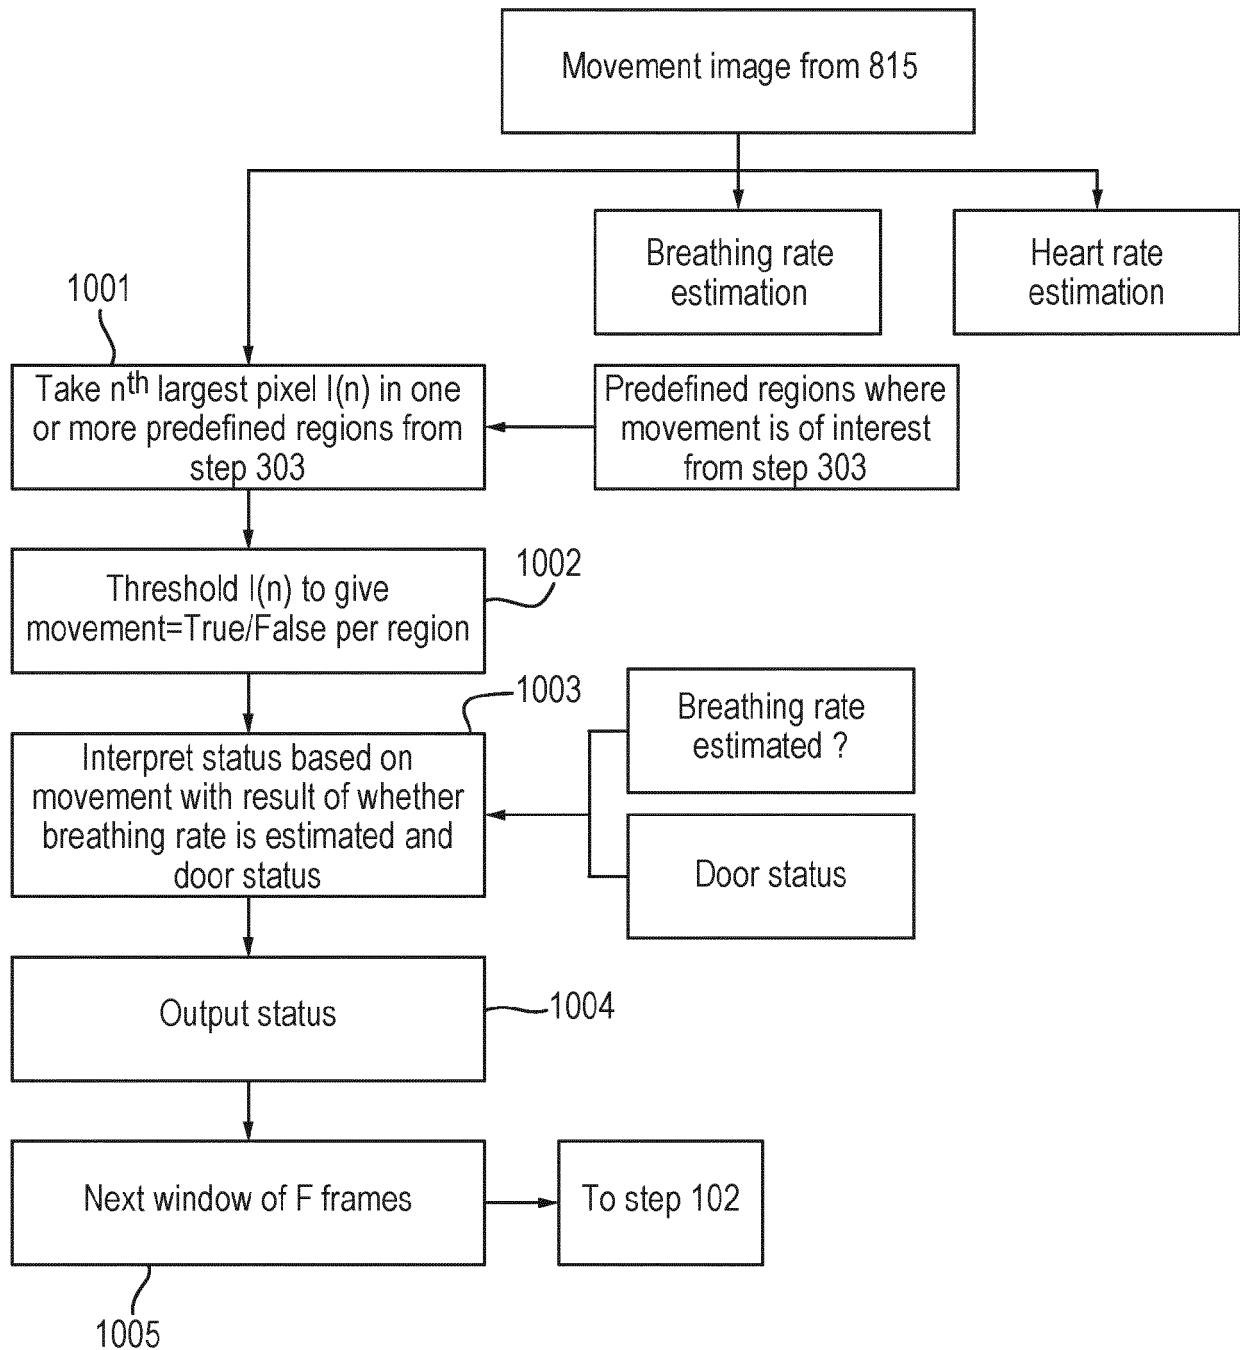 Movement image from 815
Breathing rate
estimation
Heart rate
estimation
1001
Take nth largest pixel I(n) in one
or more predefined regions from
step 303
Predefined regions where
movement is of interest
from step 303
1002
Threshold I(n) to give
movement=True/False per region
1003
Breathing rate
estimated ?
Interpret status based on
movement with result of whether
breathing rate is estimated and
door status
Door status
Output status
1004
Next window of F frames
To step 102
1005